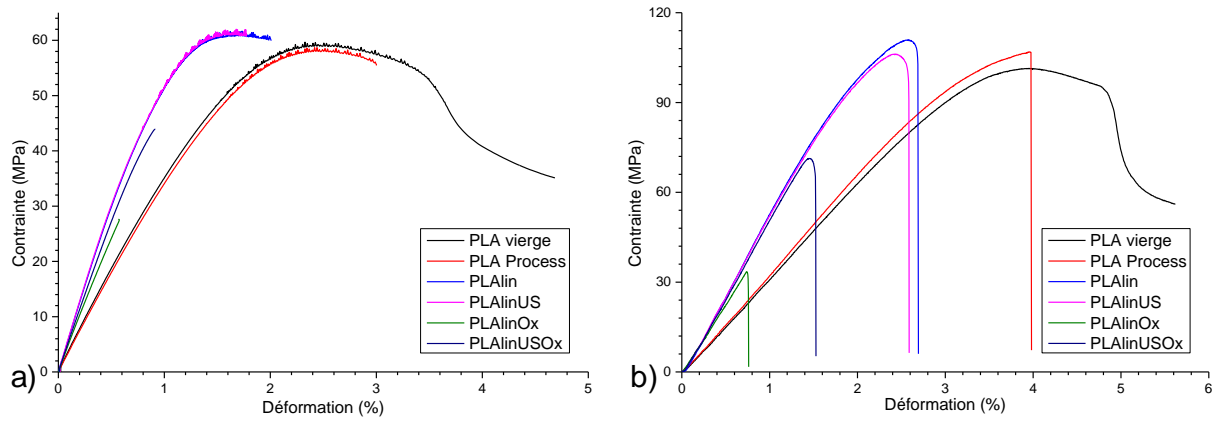 60
50
40
30
20
10
0
Contrainte (MPa)
PLA vierge
PLA Process
PLAlin
PLAlinUS
PLAlinOx
PLAlinUSOx
0 1 2 3 4 5
a)
Déformation (%)
120
90
60
30
0
Contrainte (MPa)
PLA vierge
PLA Process
PLAlin
PLAlinUS
PLAlinOx
PLAlinUSOx
0 1 2 3 4 5 6
b)
Déformation (%)